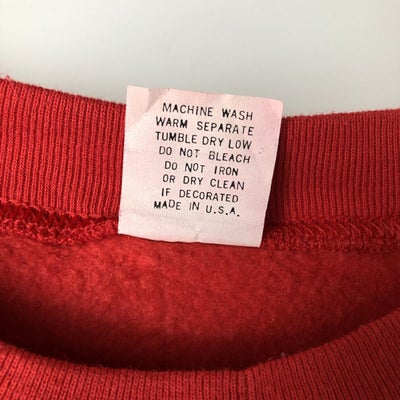 MACHINE WASH
WARM SEPARATE
TUMBLE DRY LOW
DO NOT BLEACH
DO NOT IRON
OR DRY CLEAN
IF DECORATED
MADE IN U.S.A.